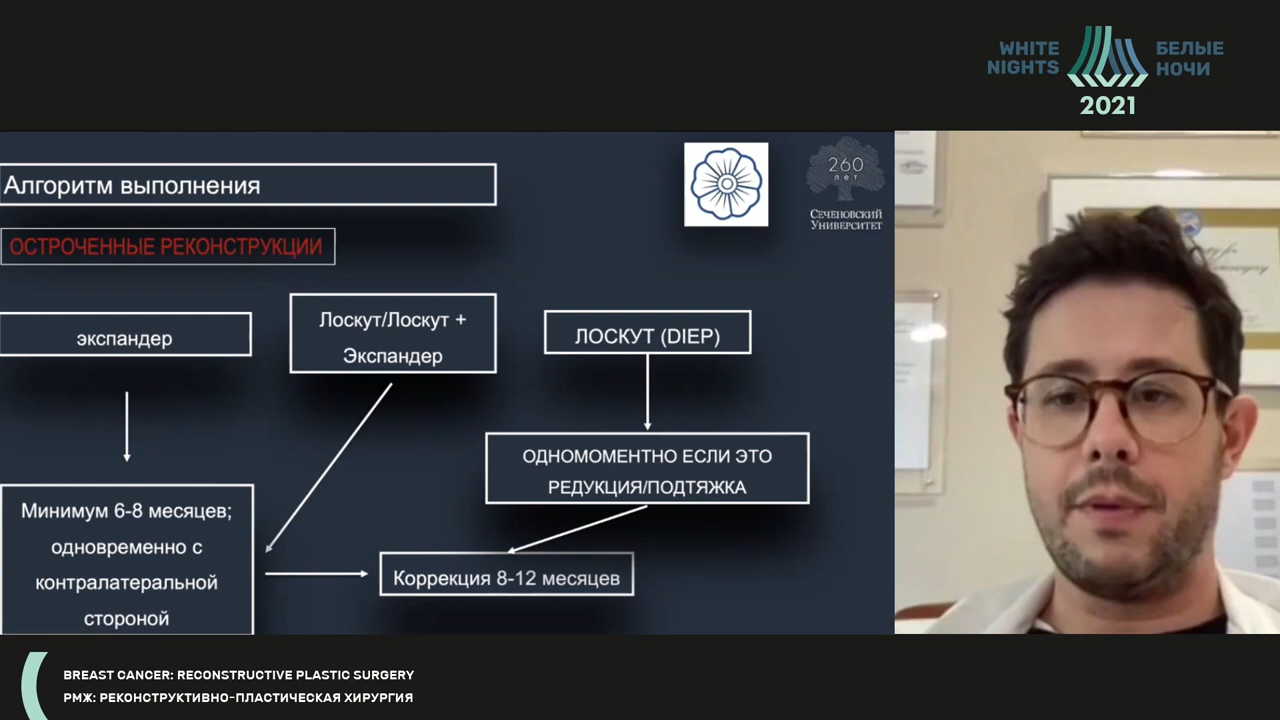 WHITE
NIGHTS
БЕЛЫЕ
НОЧИ
2021
Алгоритм выполнения
260
лет
СЕЧЕНОВСКИЙ
УНИВЕРСИТЕТ
ОСТРОЧЕННЫЕ РЕКОНСТРУКЦИИ
экспандер
Лоскут/Лоскут +
Экспандер
ЛОСКУТ (DIEP)
ОДНОМОМЕНТНО ЕСЛИ ЭТО
РЕДУКЦИЯ/ПОДТЯЖКА
Минимум 6-8 месяцев;
одновременно с
контралатеральной
стороной
Коррекция 8-12 месяцев
BREAST CANCER: RECONSTRUCTIVE PLASTIC SURGERY
РМЖ: РЕКОНСТРУКТИВНО-ПЛАСТИЧЕСКАЯ ХИРУРГИЯ